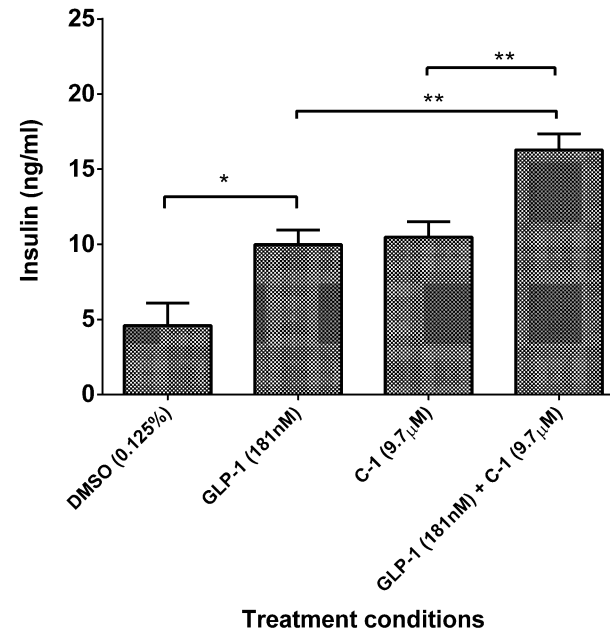 25
20
15
10
5
0
Insulin (ng/ml)
*
**
**
DMSO (0.125%)
GLP-1 (181nM)
C-1 (9.7μM)
GLP-1 (181nM) + C-1 (9.7μM)
Treatment conditions